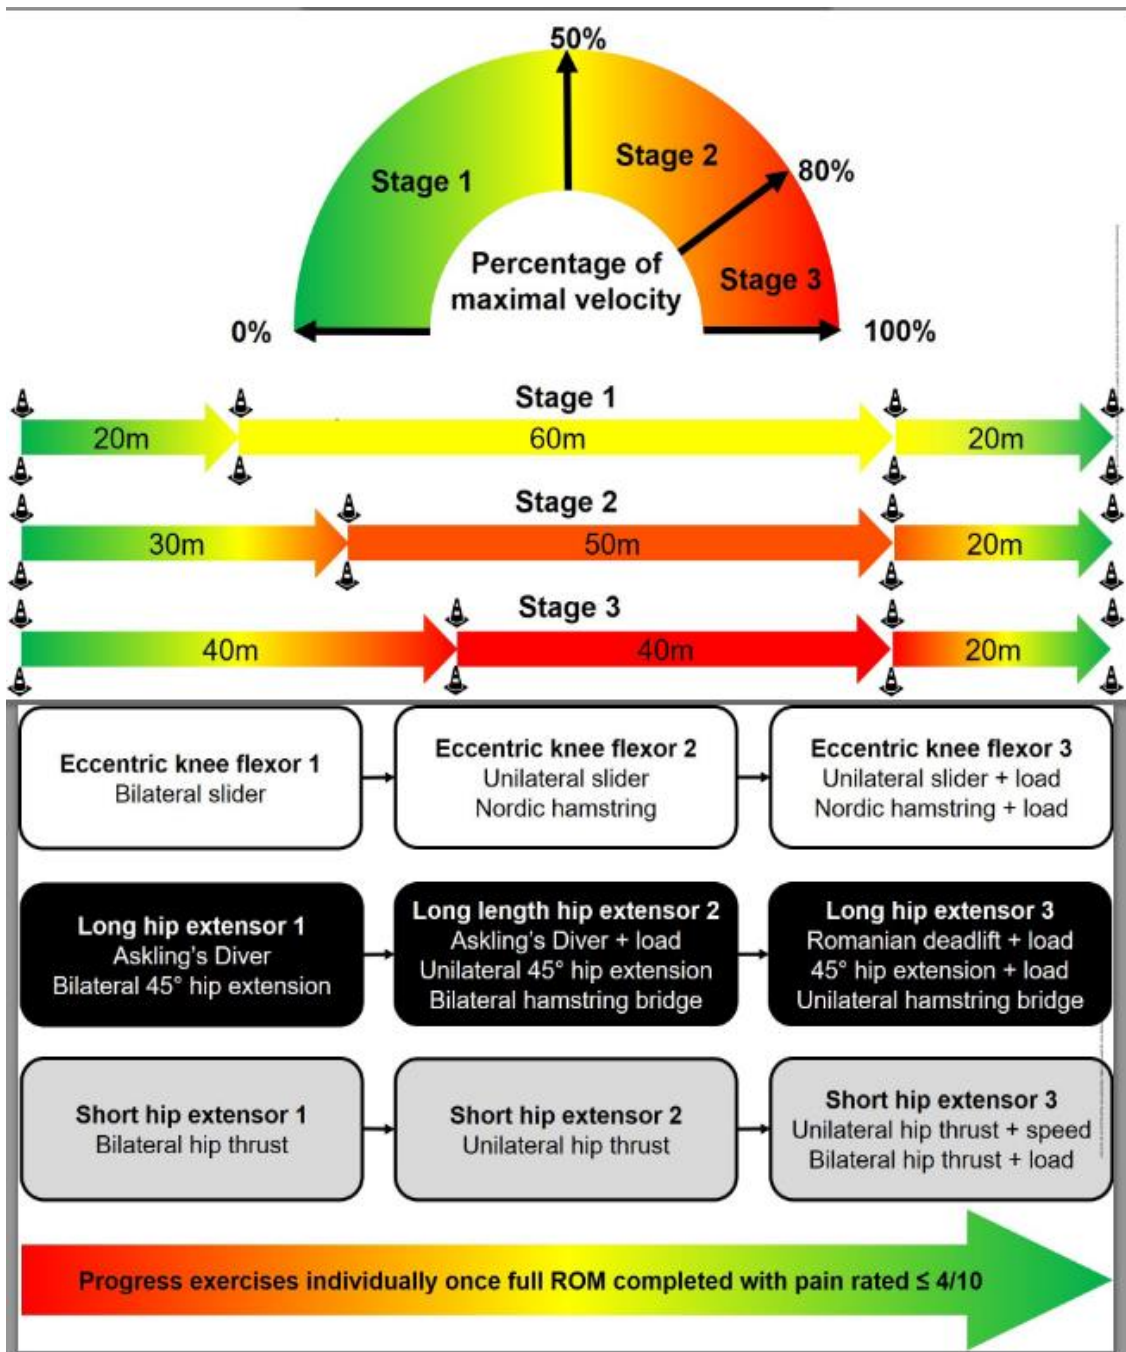 50%
Stage 1
Stage 2
80%
Percentage of
maximal velocity
Stage 3
0%
100%
Stage 1
20m
60m
20m
Stage 2
30m
50m
20m
Stage 3
40m
40m
20m
Eccentric knee flexor 1
Bilateral slider
Eccentric knee flexor 2
Unilateral slider
Nordic hamstring
Eccentric knee flexor 3
Unilateral slider + load
Nordic hamstring + load
Long hip extensor 1
Askling's Diver
Bilateral 45° hip extension
Long length hip extensor 2
Askling's Diver + load
Unilateral 45° hip extension
Bilateral hamstring bridge
Long hip extensor 3
Romanian deadlift + load
45° hip extension + load
Unilateral hamstring bridge
Short hip extensor 1
Bilateral hip thrust
Short hip extensor 2
Unilateral hip thrust
Short hip extensor 3
Unilateral hip thrust + speed
Bilateral hip thrust + load
Progress exercises individually once full ROM completed with pain rated ≤ 4/10